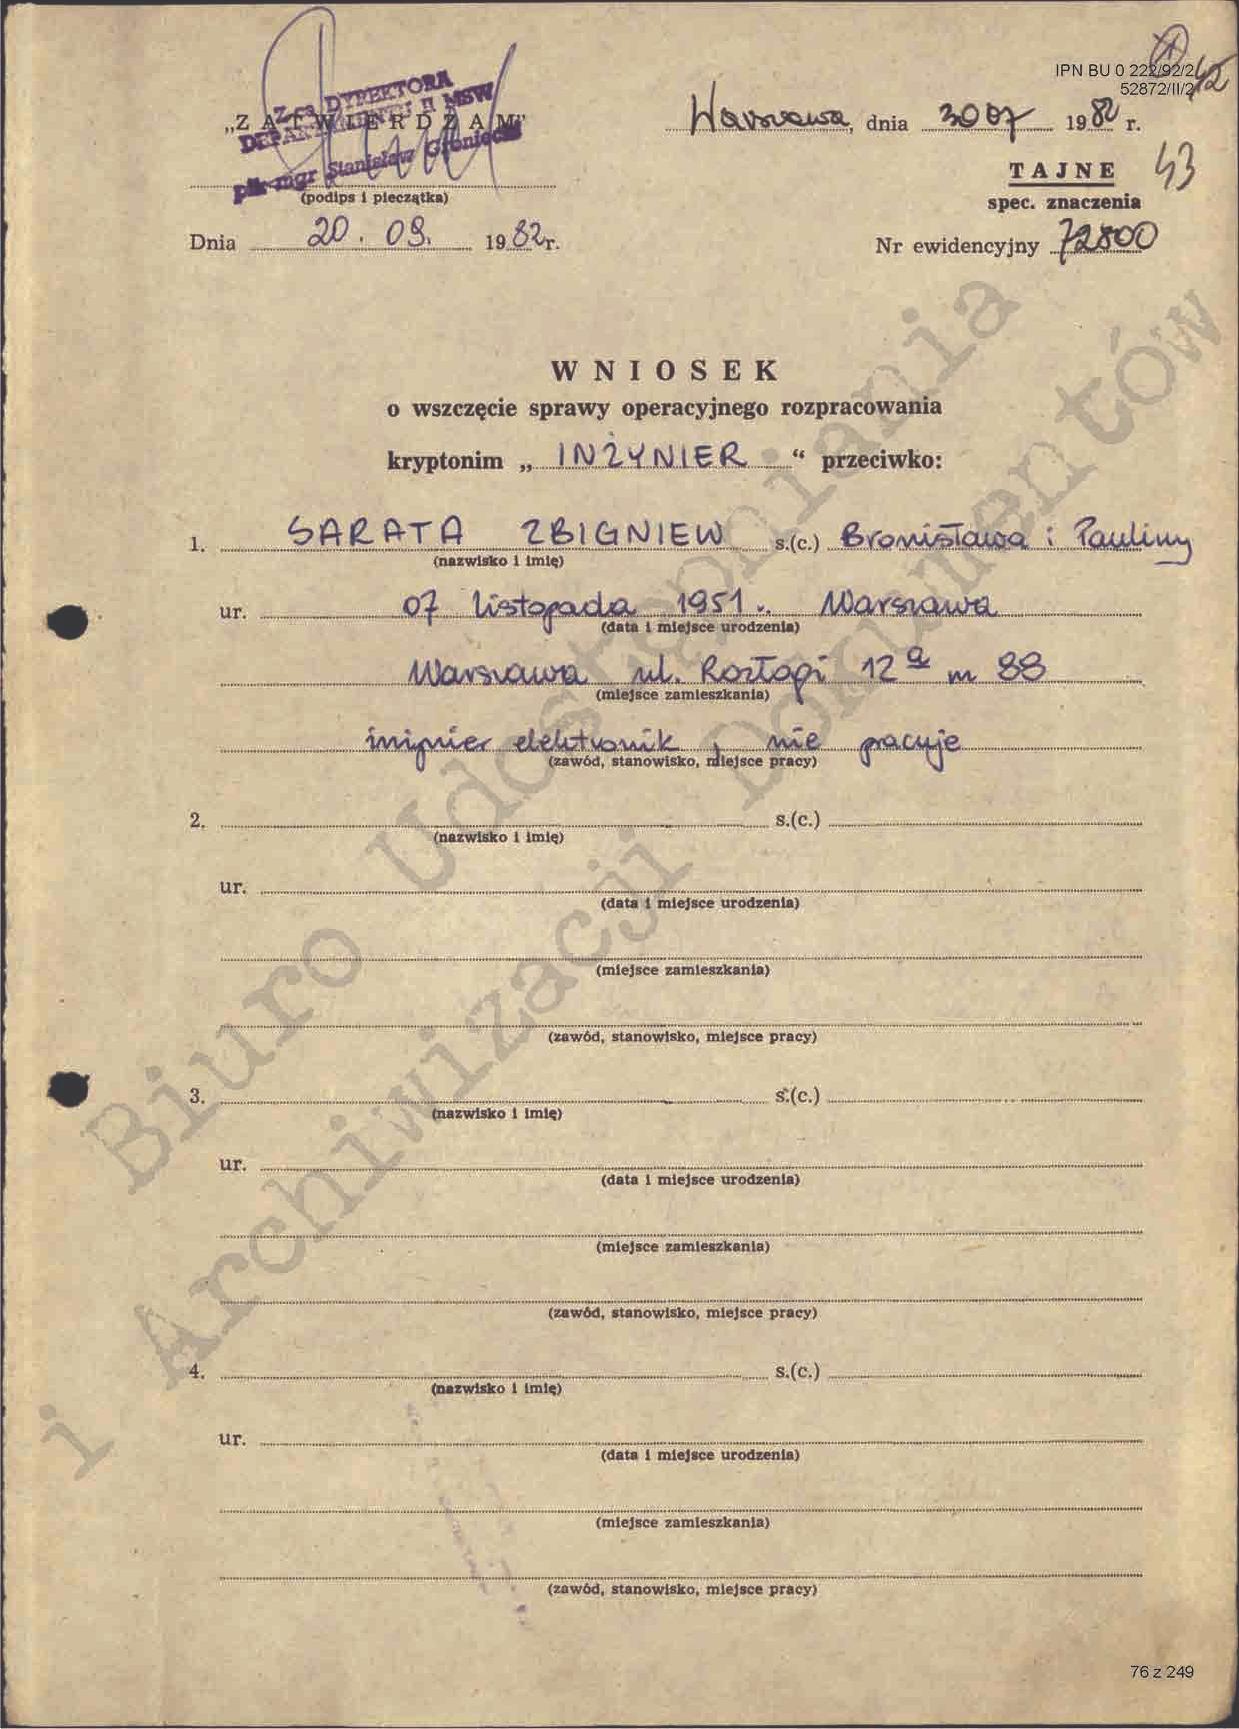 IPN BU 0 222/92/2
52872/II/2
42
43
Z-ca DYREKTORA
DEPARTAMENTU II MSW
płk mgr Stanisław Groniecki
„ZATWIERDZAM”
(podips i pieczątka)
Dnia 20. 09. 1982 r.
Warszawa, dnia 30 07 1982 r.
TAJNE
spec. znaczenia
Nr ewidencyjny 72800
WNIOSEK
o wszczęcie sprawy operacyjnego rozpracowania
kryptonim „ INŻYNIER “ przeciwko:
1. SARATA ZBIGNIEW s.(c.) Bronisława i Pauliny
(nazwisko i imię)
ur. 07 listopada 1951. Warszawa
(data i miejsce urodzenia)
Warszawa ul. Rozłogi 12a m 88
(miejsce zamieszkania)
inżynier elektronik, nie pracuje
(zawód, stanowisko, miejsce pracy)
2. s.(c.)
(nazwisko i imię)
ur.
(data i miejsce urodzenia)
(miejsce zamieszkania)
(zawód, stanowisko, miejsce pracy)
3. s.(c.)
(nazwisko i imię)
ur.
(data i miejsce urodzenia)
(miejsce zamieszkania)
(zawód, stanowisko, miejsce pracy)
4. s.(c.)
(nazwisko i imię)
ur.
(data i miejsce urodzenia)
(miejsce zamieszkania)
(zawód, stanowisko, miejsce pracy)
Biuro Udostępniania
i Archiwizacji Dokumentów
76 z 249